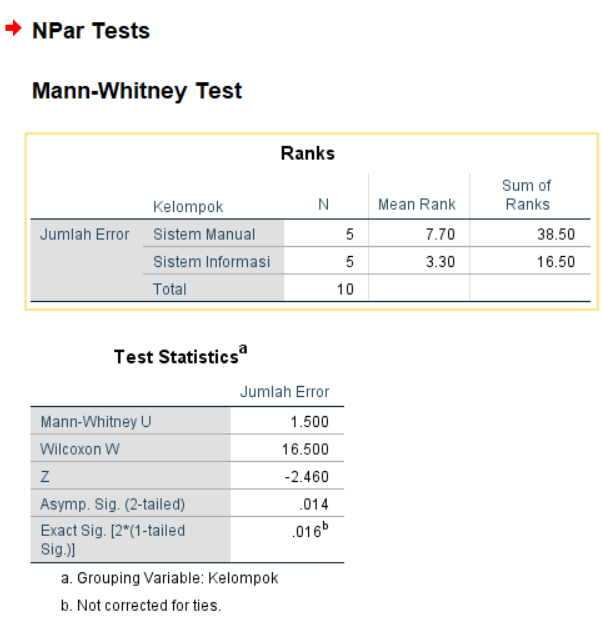 NPar Tests
Mann-Whitney Test
Ranks
Kelompok N Mean Rank Sum of Ranks
Jumlah Error Sistem Manual 5 7.70 38.50
Sistem Informasi 5 3.30 16.50
Total 10
Test Statisticsᵃ
Jumlah Error
Mann-Whitney U 1.500
Wilcoxon W 16.500
Z -2.460
Asymp. Sig. (2-tailed) .014
Exact Sig. [2*(1-tailed Sig.)] .016ᵇ
a. Grouping Variable: Kelompok
b. Not corrected for ties.